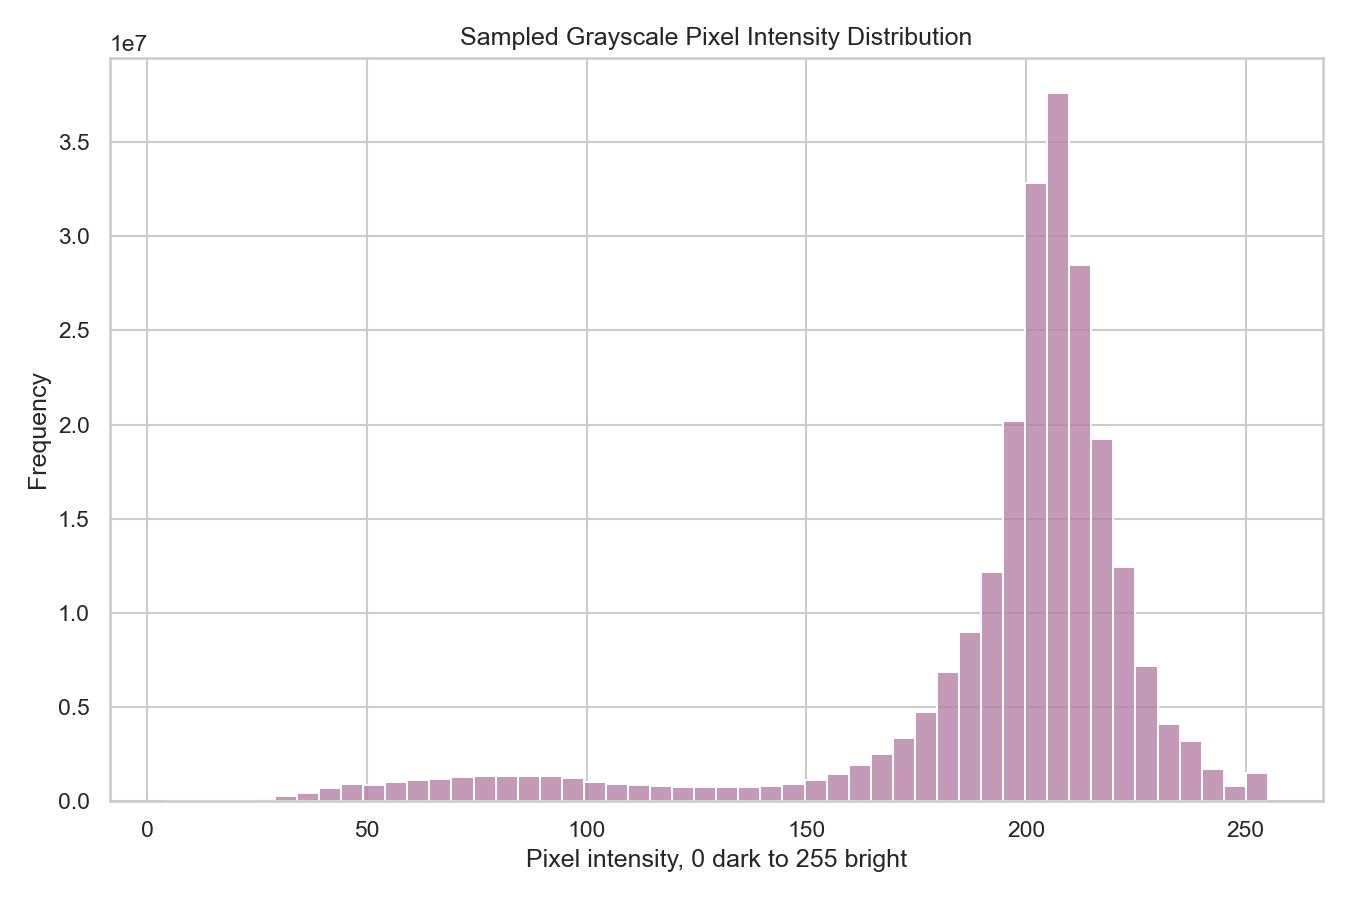 Sampled Grayscale Pixel Intensity Distribution
1e7
3.5
3.0
2.5
2.0
1.5
1.0
0.5
0.0
Frequency
0 50 100 150 200 250
Pixel intensity, 0 dark to 255 bright